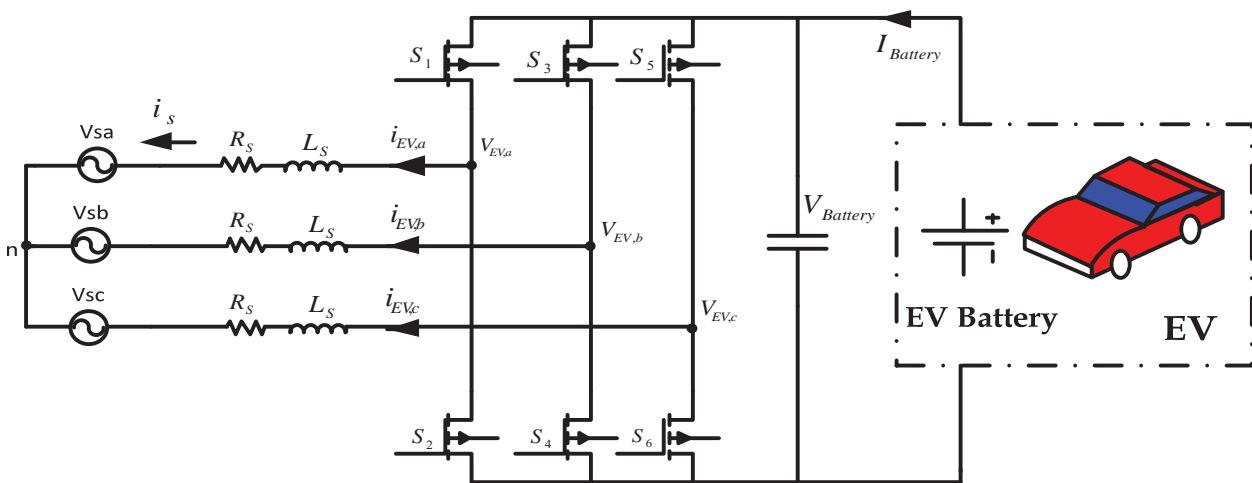 I Battery
S1
S3
S5
i s
Vsa
RS
LS
iEV,a
VEV,a
Vsb
RS
LS
iEV,b
VEV,b
VBattery
n
Vsc
RS
LS
iEV,c
VEV,c
+
-
EV Battery
EV
S2
S4
S6